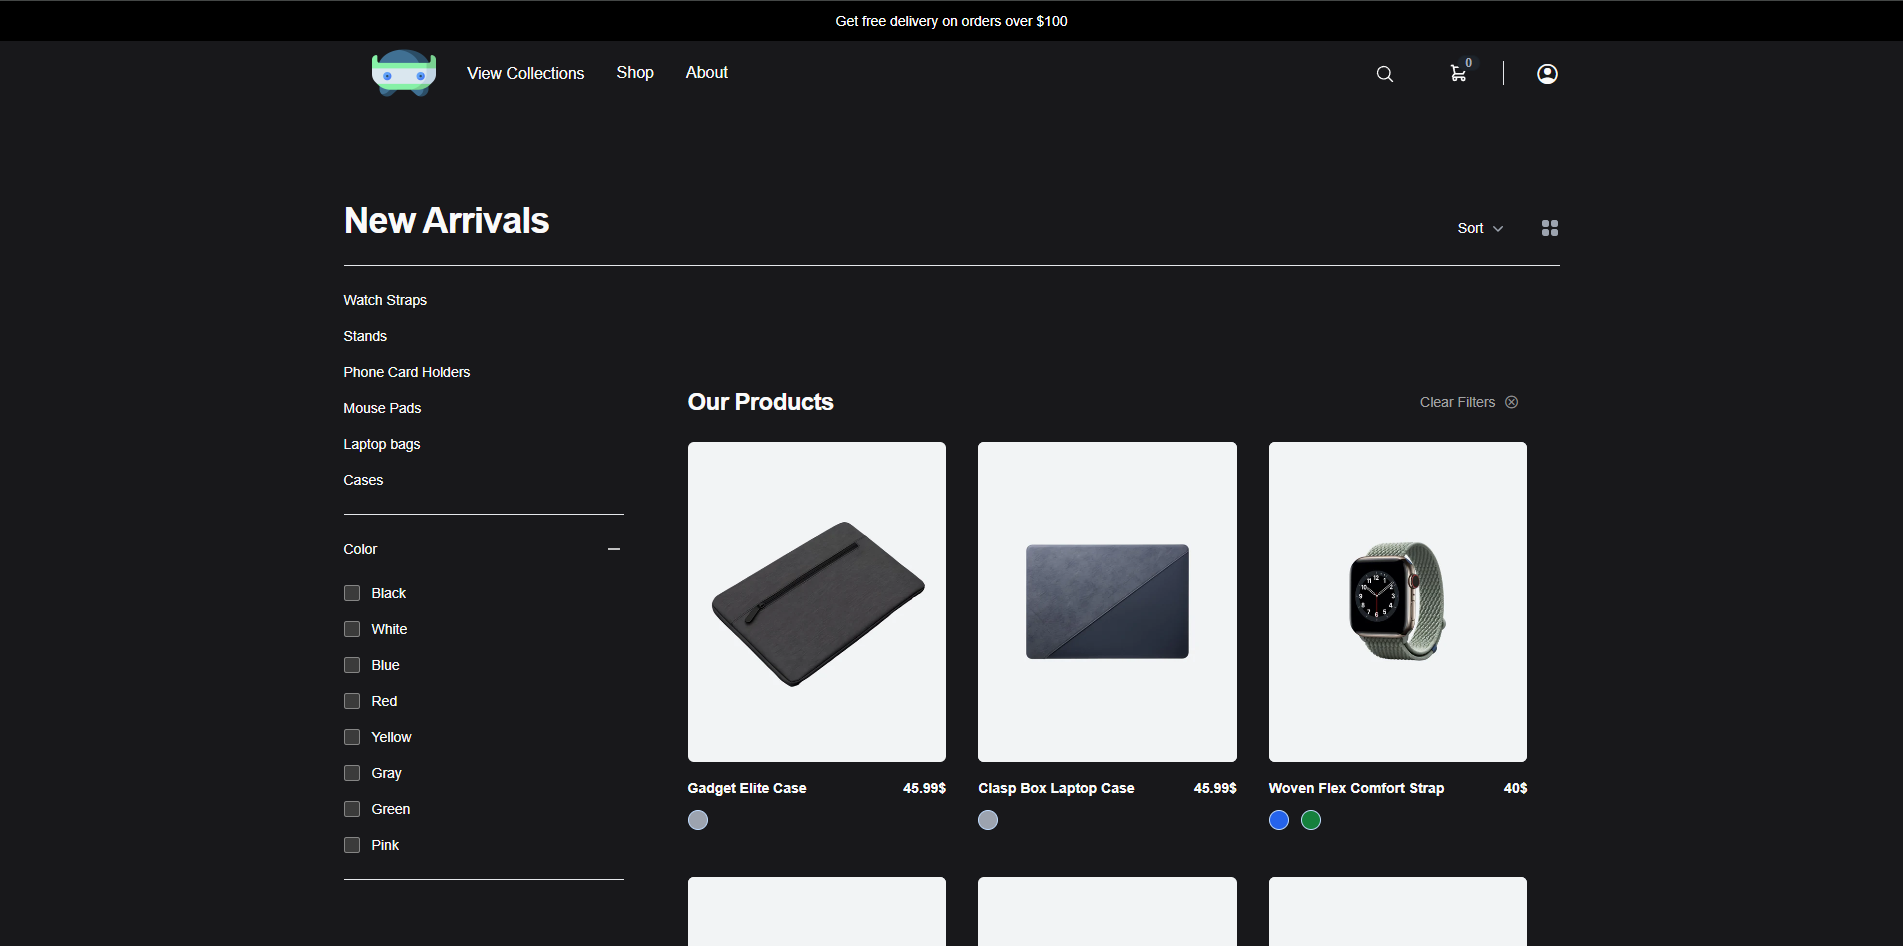 Get free delivery on orders over $100
View Collections Shop About
0
New Arrivals
Sort
Watch Straps
Stands
Phone Card Holders
Mouse Pads
Laptop bags
Cases
Color
Black
White
Blue
Red
Yellow
Gray
Green
Pink
Our Products
Clear Filters
Gadget Elite Case 45.99$
Clasp Box Laptop Case 45.99$
Woven Flex Comfort Strap 40$